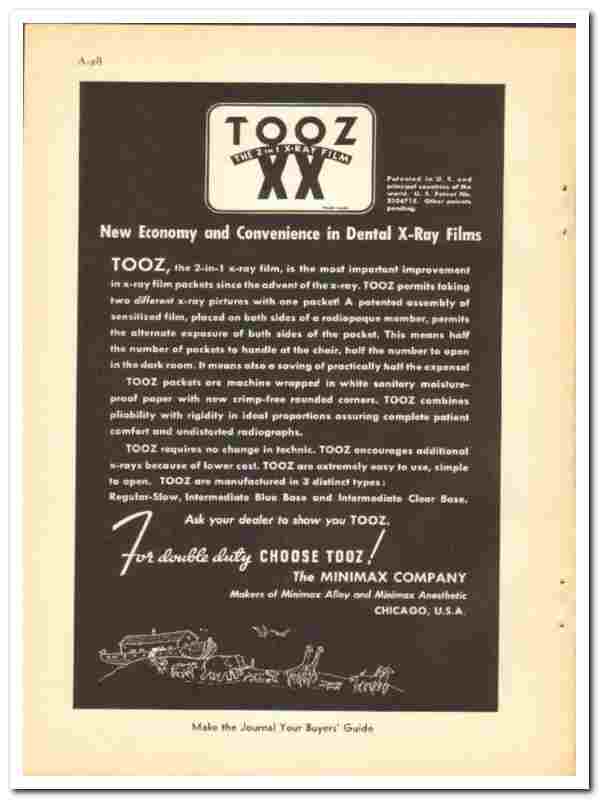 A-98
TOOZ
THE 2 IN 1 X-RAY FILM
XX
TRADE MARK
Patented in U. S. and
principal countries of the
world. U. S. Patent No.
Other patents
pending.
New Economy and Convenience in Dental X-Ray Films
TOOZ, the 2-in-1 x-ray film, is the most important improvement
in x-ray film packets since the advent of the x-ray. TOOZ permits taking
two different x-ray pictures with one packet! A patented assembly of
sensitized film, placed on both sides of a radiopaque member, permits
the alternate exposure of both sides of the packet. This means half
the number of packets to handle at the chair, half the number to open
in the dark room. It means also a saving of practically half the expense!
TOOZ packets are machine wrapped in white sanitary moisture-
proof paper with new crimp-free rounded corners. TOOZ combines
pliability with rigidity in ideal proportions assuring complete patient
comfort and undistorted radiographs.
TOOZ requires no change in technic. TOOZ encourages additional
x-rays because of lower cost. TOOZ are extremely easy to use, simple
to open. TOOZ are manufactured in 3 distinct types:
Regular-Slow, Intermediate Blue Base and Intermediate Clear Base.
Ask your dealer to show you TOOZ.
For double duty CHOOSE TOOZ!
The MINIMAX COMPANY
Makers of Minimax Alloy and Minimax Anesthetic
CHICAGO, U.S.A.
Make the Journal Your Buyers' Guide